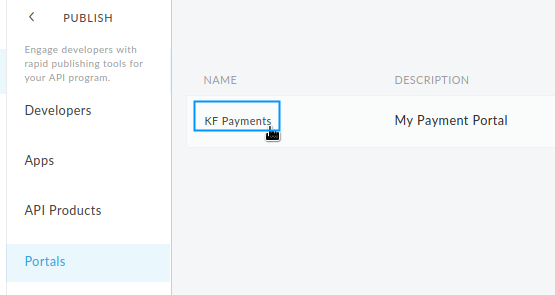 PUBLISH
Engage developers with
rapid publishing tools for
your API program.
Developers
Apps
API Products
Portals
NAME
DESCRIPTION
KF Payments
My Payment Portal